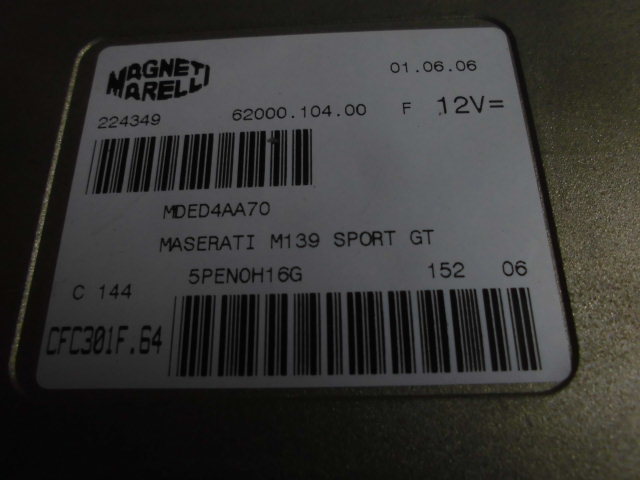 MAGNETI
MARELLI
01.06.06
224349 62000.104.00 F 12V=
MDED4AA70
MASERATI M139 SPORT GT
5PEN0H16G 152 06
C 144
CFC301F.64